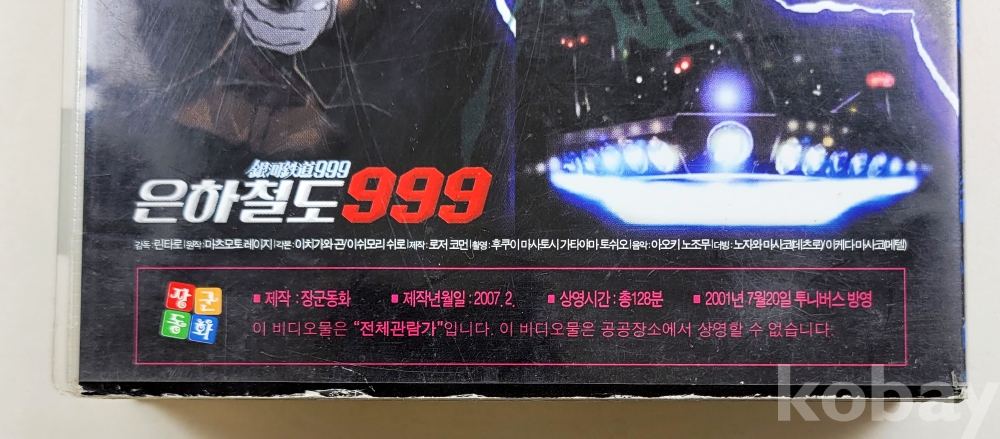 銀河鉄道999
은하철도999
감독 : 린타로 | 원작 : 마츠모토 레이지 | 각본 : 이치가와 곤/이쉬모리 쉬로 | 제작 : 로저 코먼 | 촬영 : 후쿠이 마사토시 가타야마 토쉬오 | 음악 : 아오키 노조무 | 더빙 : 노자와 마사코(데츠로)/이케다 마사코(메텔)
장군동화
■ 제작 : 장군동화 ■ 제작년월일 : 2007. 2. ■ 상영시간 : 총128분 ■ 2001년 7월20일 투니버스 방영
이 비디오물은 “전체관람가”입니다. 이 비디오물은 공공장소에서 상영할 수 없습니다.
kobay